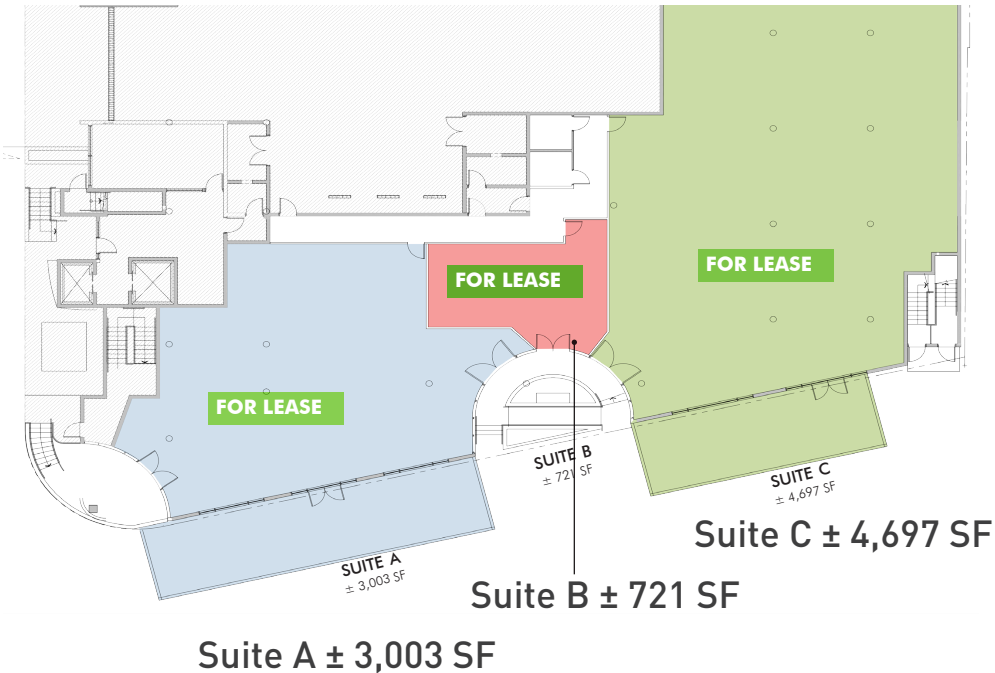 FOR LEASE
FOR LEASE
FOR LEASE
SUITE B
± 721 SF
SUITE C
± 4,697 SF
Suite C ± 4,697 SF
SUITE A
± 3,003 SF
Suite B ± 721 SF
Suite A ± 3,003 SF